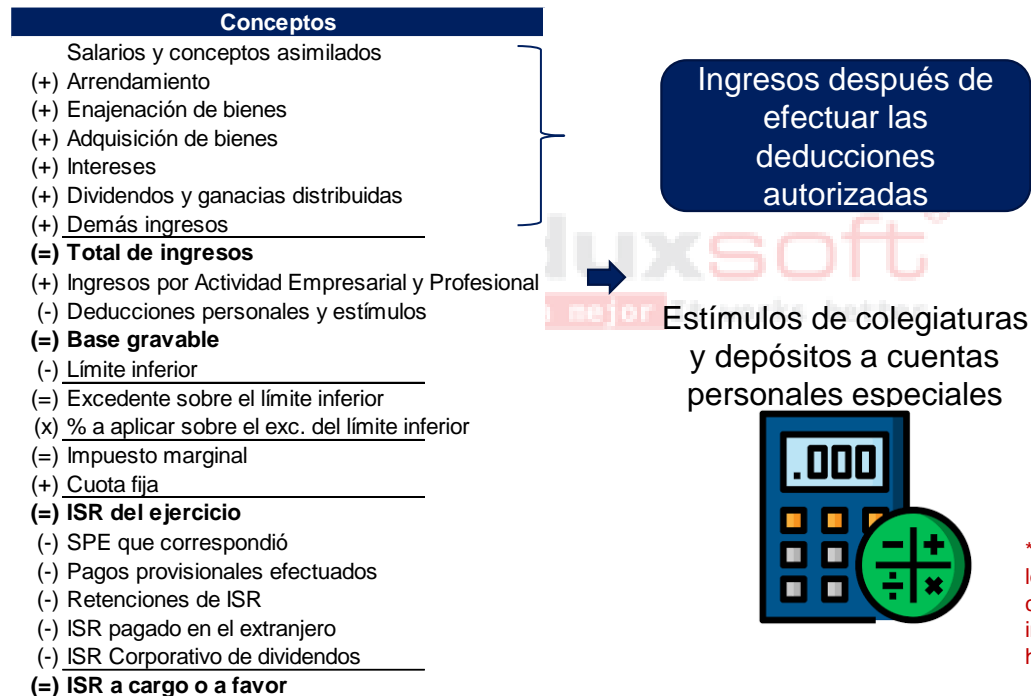 Conceptos
Salarios y conceptos asimilados
(+) Arrendamiento
(+) Enajenación de bienes
(+) Adquisición de bienes
(+) Intereses
(+) Dividendos y ganacias distribuidas
(+) Demás ingresos
(=) Total de ingresos
(+) Ingresos por Actividad Empresarial y Profesional
(-) Deducciones personales y estímulos
(=) Base gravable
(-) Límite inferior
(=) Excedente sobre el límite inferior
(x) % a aplicar sobre el exc. del límite inferior
(=) Impuesto marginal
(+) Cuota fija
(=) ISR del ejercicio
(-) SPE que correspondió
(-) Pagos provisionales efectuados
(-) Retenciones de ISR
(-) ISR pagado en el extranjero
(-) ISR Corporativo de dividendos
(=) ISR a cargo o a favor
Ingresos después de
efectuar las
deducciones
autorizadas
luxsoft®
mejor
Estímulos de colegiaturas
y depósitos a cuentas
personales especiales
.000
*